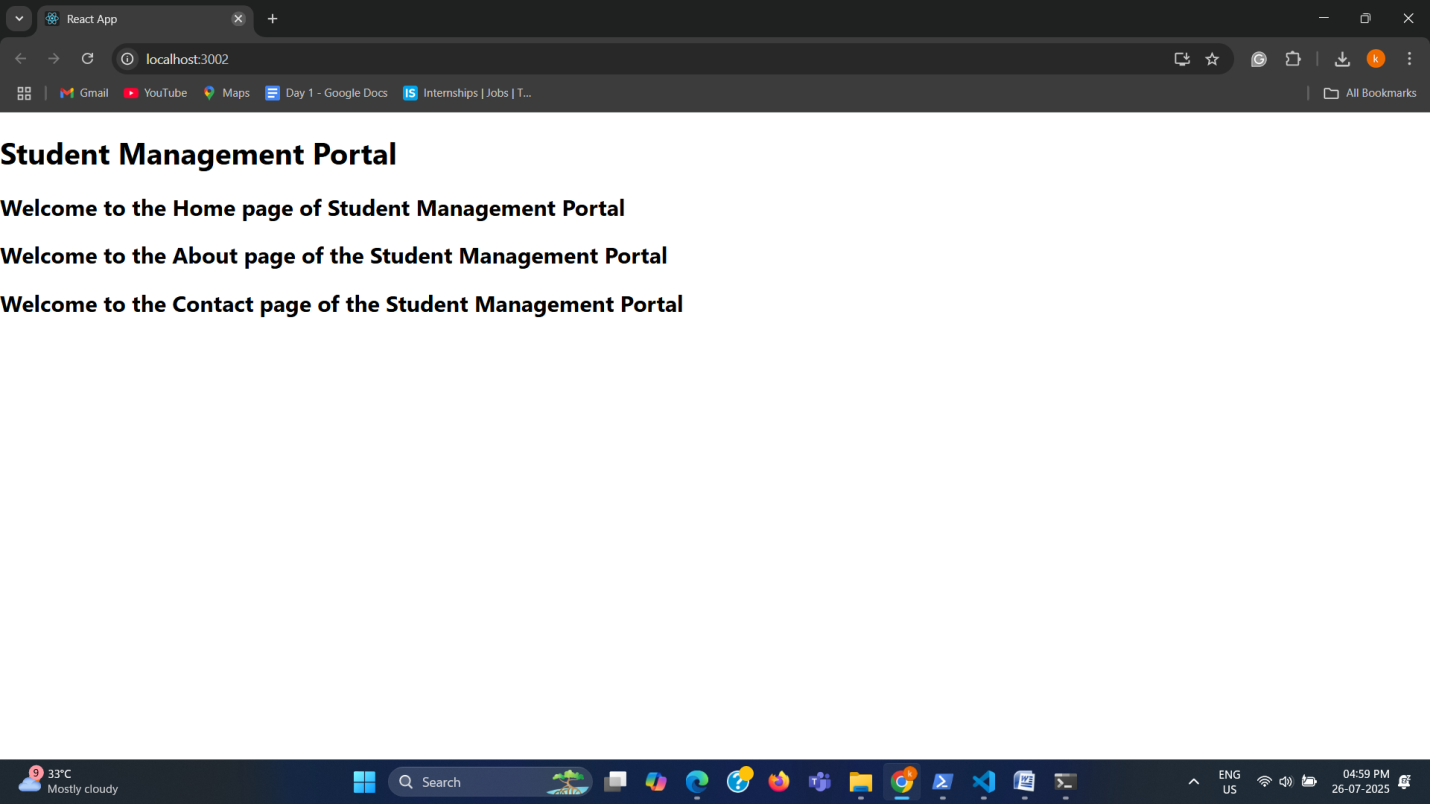 React App
localhost:3002
k
Gmail
YouTube
Maps
Day 1 - Google Docs
IS
Internships | Jobs | T...
All Bookmarks
Student Management Portal
Welcome to the Home page of Student Management Portal
Welcome to the About page of the Student Management Portal
Welcome to the Contact page of the Student Management Portal
9
33°C
Mostly cloudy
Search
k
ENG
US
04:59 PM
26-07-2025